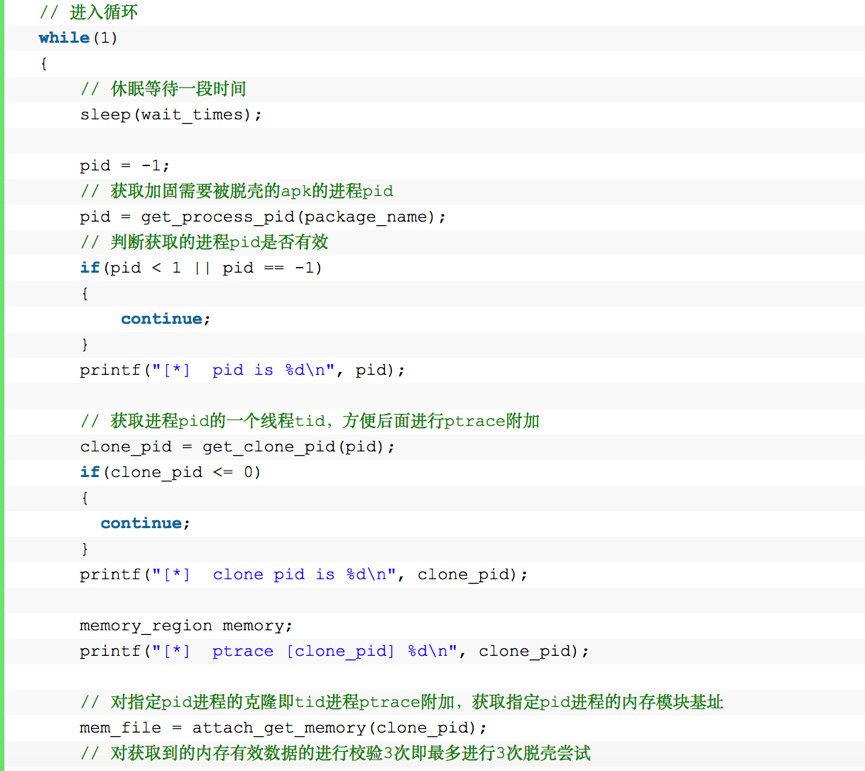 // 进入循环
while(1)
{
// 休眠等待一段时间
sleep(wait_times);
pid = -1;
// 获取加固需要被脱壳的apk的进程pid
pid = get_process_pid(package_name);
// 判断获取的进程pid是否有效
if(pid < 1 || pid == -1)
{
continue;
}
printf("[*]  pid is %d\n", pid);
// 获取进程pid的一个线程tid，方便后面进行ptrace附加
clone_pid = get_clone_pid(pid);
if(clone_pid <= 0)
{
continue;
}
printf("[*]  clone pid is %d\n", clone_pid);
memory_region memory;
printf("[*]  ptrace [clone_pid] %d\n", clone_pid);
// 对指定pid进程的克隆即tid进程ptrace附加，获取指定pid进程的内存模块基址
mem_file = attach_get_memory(clone_pid);
// 对获取到的内存有效数据的进行校验3次即最多进行3次脱壳尝试